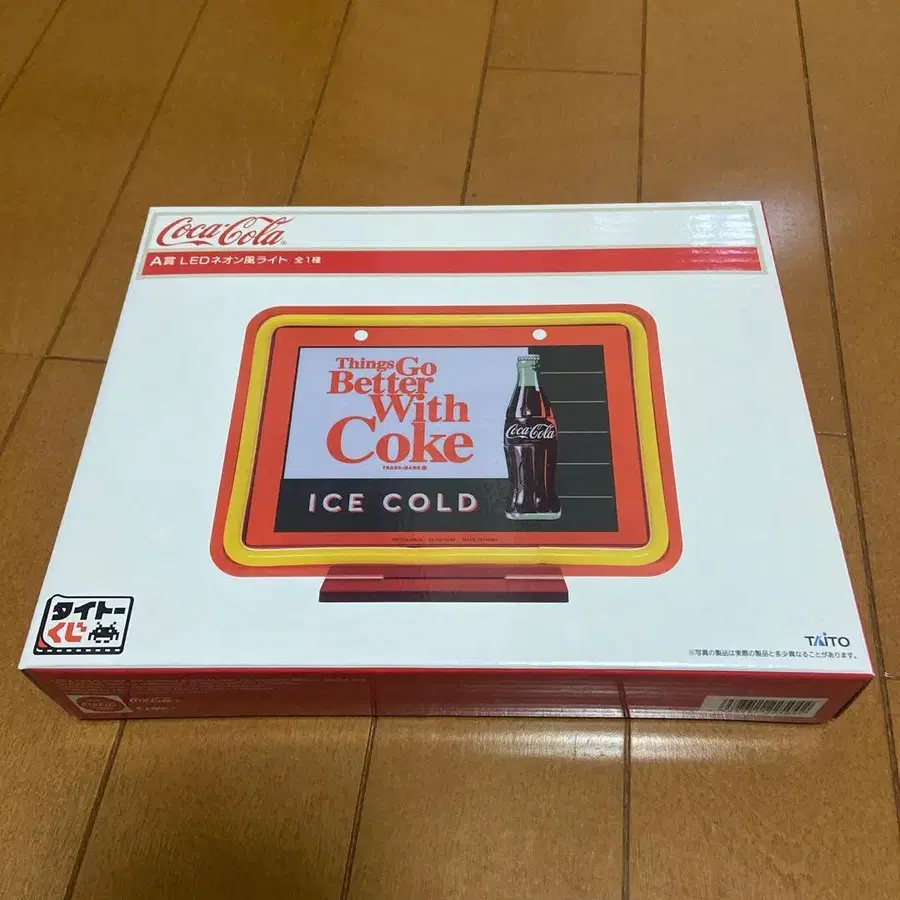 Coca-Cola®
A賞 LEDネオン風ライト 全1種
Things Go
Better
With
Coke
TRADE-MARK ®
ICE COLD
Coca-Cola
タイトー
くじ
TAITO
※写真の製品は実際の製品と多少異なることがあります。